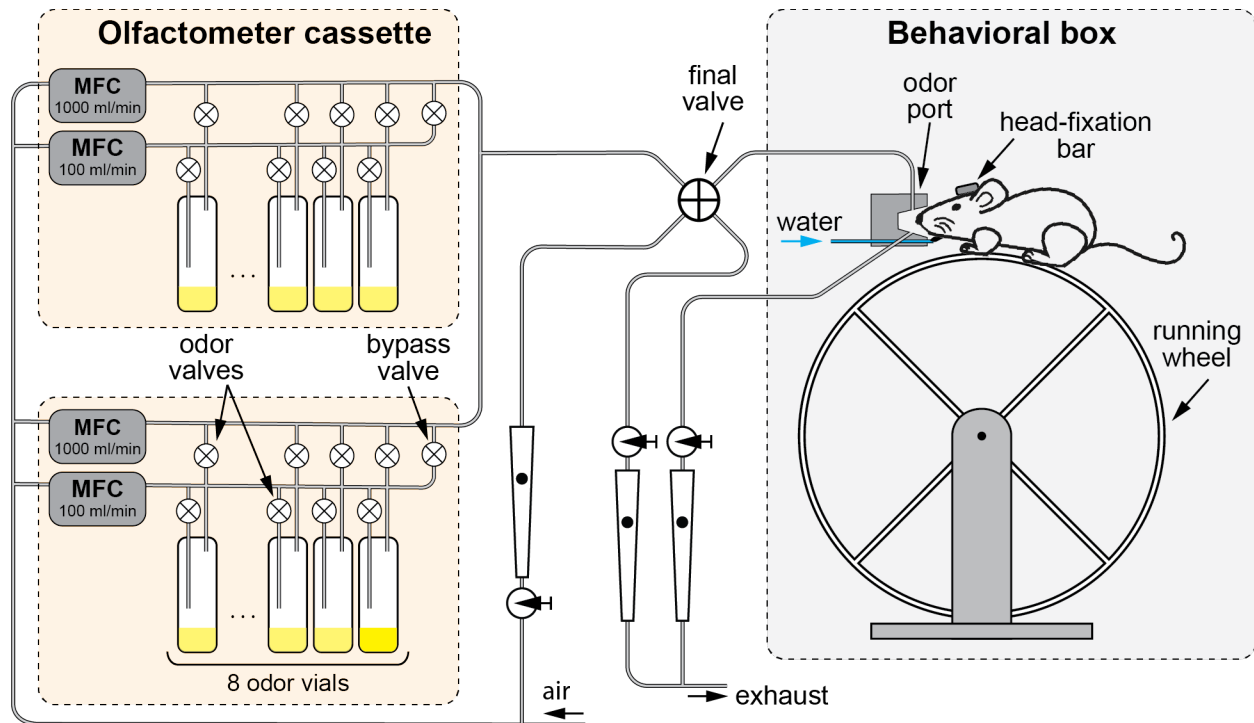 Olfactometer cassette
MFC
1000 ml/min
MFC
100 ml/min
...
odor
valves
bypass
valve
MFC
1000 ml/min
MFC
100 ml/min
...
8 odor vials
final
valve
air
exhaust
Behavioral box
odor
port
head-fixation
bar
water
running
wheel